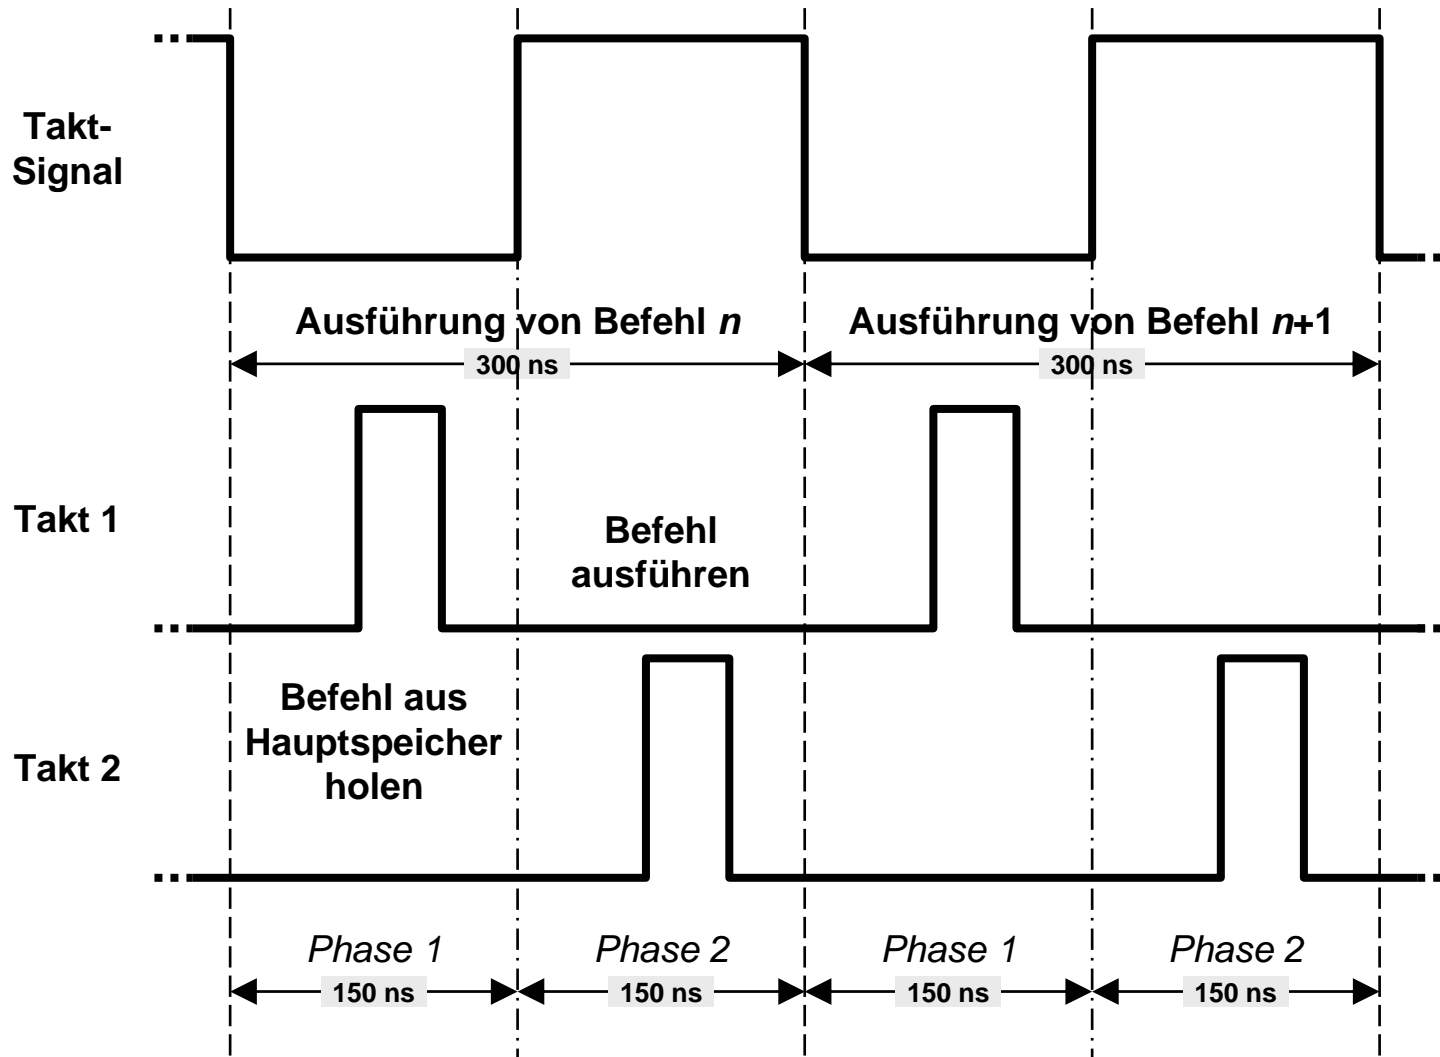 Takt-
Signal
Ausführung von Befehl n
Ausführung von Befehl n+1
300 ns
300 ns
Takt 1
Befehl
ausführen
Befehl aus
Hauptspeicher
holen
Takt 2
Phase 1
Phase 2
Phase 1
Phase 2
150 ns
150 ns
150 ns
150 ns